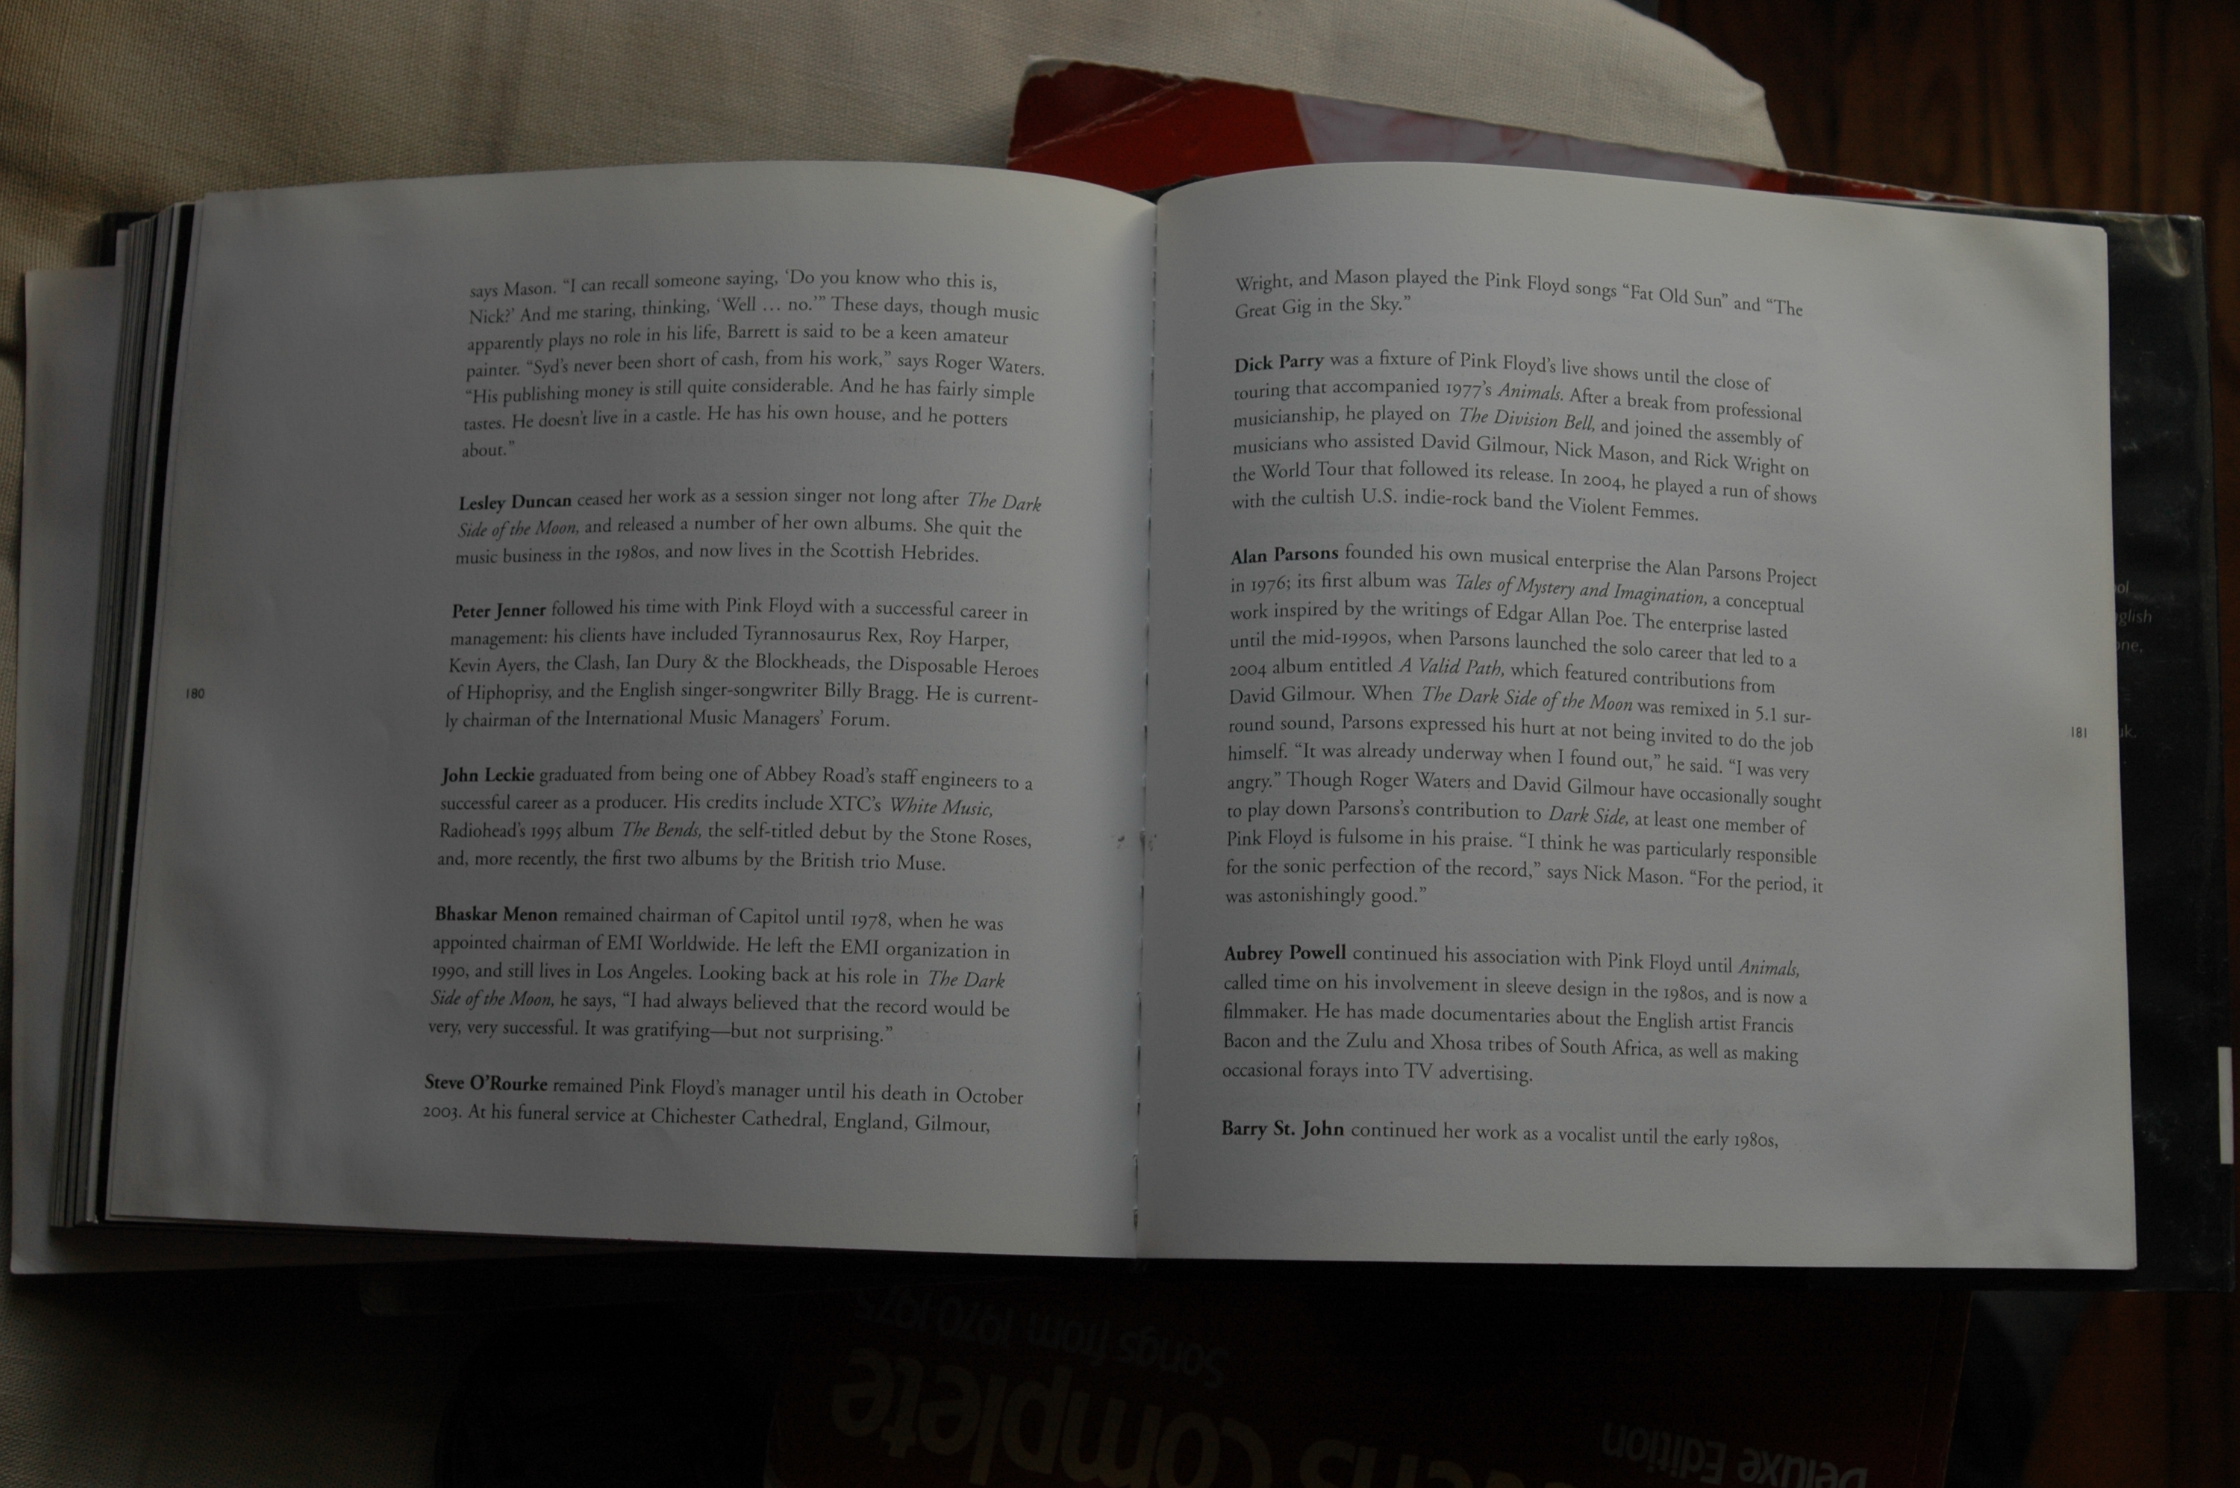 says Mason. “I can recall someone saying, ‘Do you know who this is,
Nick?’ And me staring, thinking, ‘Well … no.’” These days, though music
apparently plays no role in his life, Barrett is said to be a keen amateur
painter. “Syd’s never been short of cash, from his work,” says Roger Waters.
“His publishing money is still quite considerable. And he has fairly simple
tastes. He doesn’t live in a castle. He has his own house, and he potters
about.”
Lesley Duncan ceased her work as a session singer not long after The Dark
Side of the Moon, and released a number of her own albums. She quit the
music business in the 1980s, and now lives in the Scottish Hebrides.
Peter Jenner followed his time with Pink Floyd with a successful career in
management: his clients have included Tyrannosaurus Rex, Roy Harper,
Kevin Ayers, the Clash, Ian Dury & the Blockheads, the Disposable Heroes
of Hiphoprisy, and the English singer-songwriter Billy Bragg. He is current-
ly chairman of the International Music Managers’ Forum.
John Leckie graduated from being one of Abbey Road’s staff engineers to a
successful career as a producer. His credits include XTC’s White Music,
Radiohead’s 1995 album The Bends, the self-titled debut by the Stone Roses,
and, more recently, the first two albums by the British trio Muse.
Bhaskar Menon remained chairman of Capitol until 1978, when he was
appointed chairman of EMI Worldwide. He left the EMI organization in
1990, and still lives in Los Angeles. Looking back at his role in The Dark
Side of the Moon, he says, “I had always believed that the record would be
very, very successful. It was gratifying—but not surprising.”
Steve O’Rourke remained Pink Floyd’s manager until his death in October
2003. At his funeral service at Chichester Cathedral, England, Gilmour,
180
Wright, and Mason played the Pink Floyd songs “Fat Old Sun” and “The
Great Gig in the Sky.”
Dick Parry was a fixture of Pink Floyd’s live shows until the close of
touring that accompanied 1977’s Animals. After a break from professional
musicianship, he played on The Division Bell, and joined the assembly of
musicians who assisted David Gilmour, Nick Mason, and Rick Wright on
the World Tour that followed its release. In 2004, he played a run of shows
with the cultish U.S. indie-rock band the Violent Femmes.
Alan Parsons founded his own musical enterprise the Alan Parsons Project
in 1976; its first album was Tales of Mystery and Imagination, a conceptual
work inspired by the writings of Edgar Allan Poe. The enterprise lasted
until the mid-1990s, when Parsons launched the solo career that led to a
2004 album entitled A Valid Path, which featured contributions from
David Gilmour. When The Dark Side of the Moon was remixed in 5.1 sur-
round sound, Parsons expressed his hurt at not being invited to do the job
himself. “It was already underway when I found out,” he said. “I was very
angry.” Though Roger Waters and David Gilmour have occasionally sought
to play down Parsons’s contribution to Dark Side, at least one member of
Pink Floyd is fulsome in his praise. “I think he was particularly responsible
for the sonic perfection of the record,” says Nick Mason. “For the period, it
was astonishingly good.”
Aubrey Powell continued his association with Pink Floyd until Animals,
called time on his involvement in sleeve design in the 1980s, and is now a
filmmaker. He has made documentaries about the English artist Francis
Bacon and the Zulu and Xhosa tribes of South Africa, as well as making
occasional forays into TV advertising.
Barry St. John continued her work as a vocalist until the early 1980s,
181
Deluxe Edition
Complete
Songs from 1970-1975